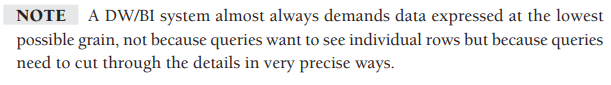 NOTE A DW/BI system almost always demands data expressed at the lowest
possible grain, not because queries want to see individual rows but because queries
need to cut through the details in very precise ways.